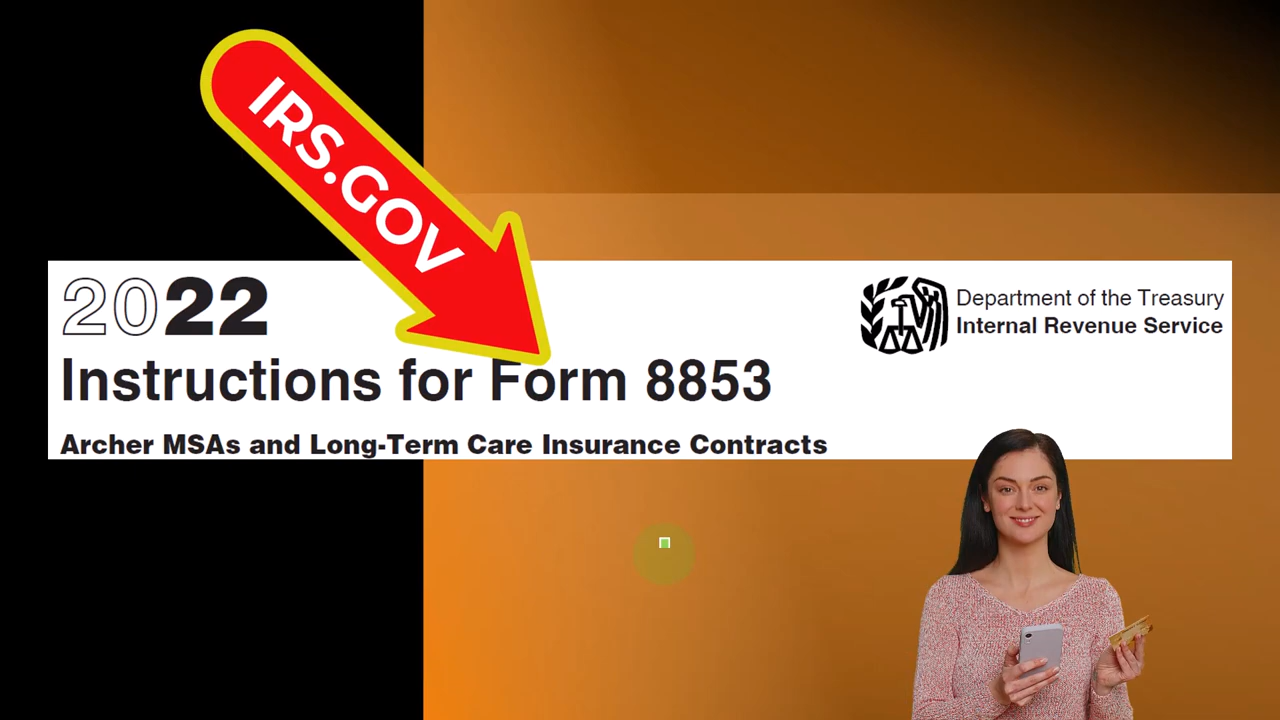 IRS.GOV
2022
Department of the Treasury
Internal Revenue Service
Instructions for Form 8853
Archer MSAs and Long-Term Care Insurance Contracts